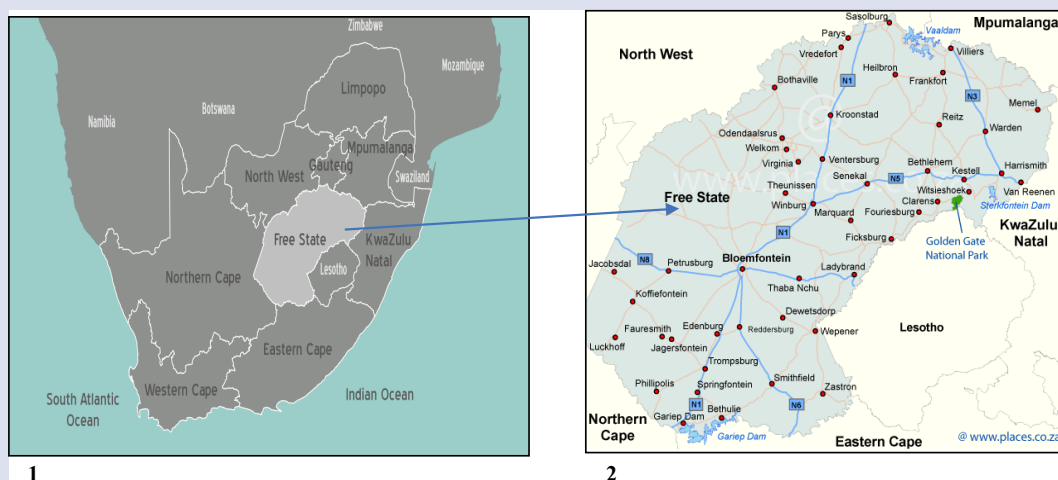 Zimbabwe
Mozambique
Limpopo
Botswana
Namibia
Mpumalanga
Gauteng
North West
Swaziland
Free State
KwaZulu
Natal
Lesotho
Northern Cape
Eastern Cape
Western Cape
South Atlantic
Ocean
Indian Ocean
1
Sasolburg
Mpumalanga
Parys
Vaaldam
North West
Vredefort
Villiers
Heilbron
Bothaville
N1
Frankfort
N3
Memel
Kroonstad
Reitz
Odendaalsrus
Warden
Welkom
Virginia
Ventersburg
Bethlehem
Harrismith
Senekal
N5
Kestell
www.places.co
Theunissen
Witsieshoek
Van Reenen
Free State
Winburg
Clarens
Sterkfontein Dam
Marquard
Fouriesburg
KwaZulu
Natal
N1
Ficksburg
Golden Gate
National Park
N8
Bloemfontein
Jacobsdal
Petrusburg
Ladybrand
Thaba Nchu
Koffiefontein
Dewetsdorp
Fauresmith
Edenburg
Reddersburg
Wepener
Lesotho
Luckhoff
Jagersfontein
Trompsburg
Phillipolis
Springfontein
Smithfield
Zastron
N1
N6
Northern
Cape
Gariep Dam
Bethulie
Gariep Dam
Eastern Cape
@ www.places.co.za
2